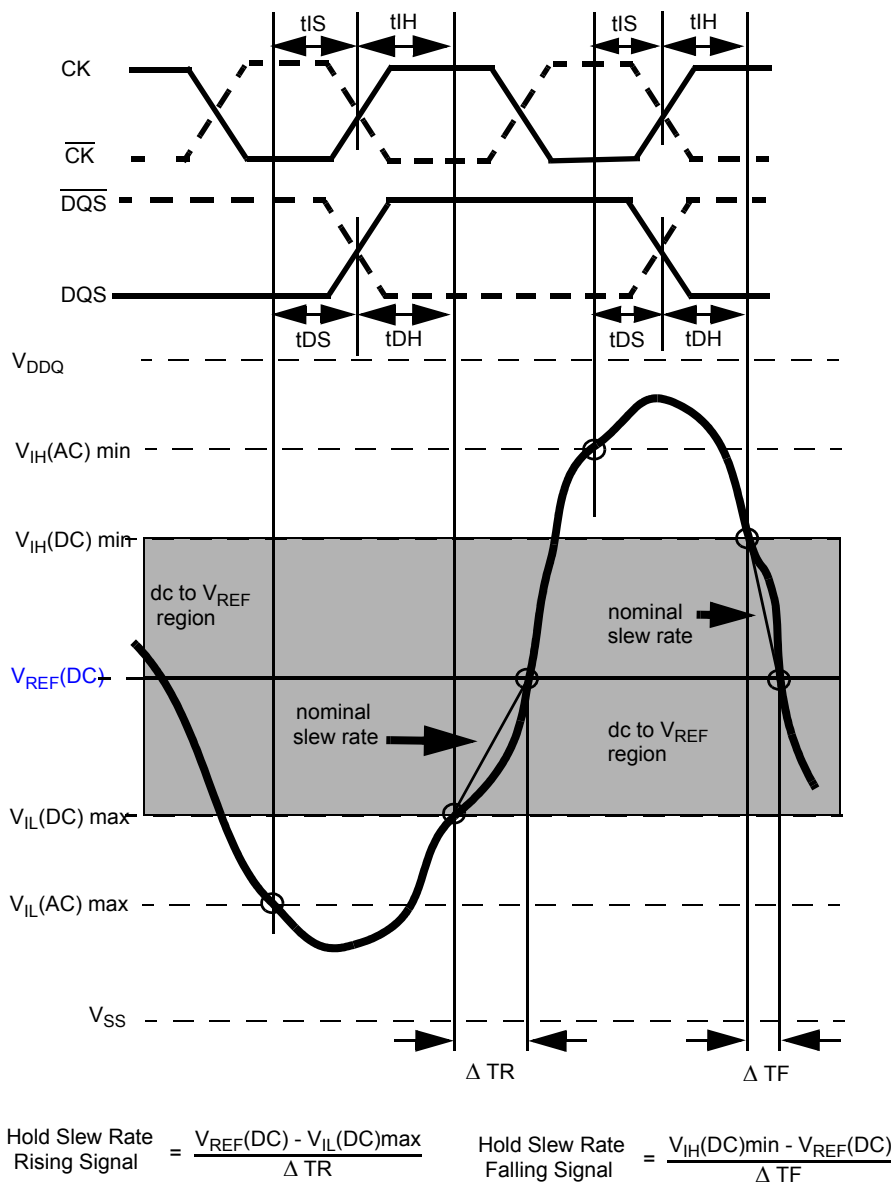 tIS tIH tIS tIH
CK
CK
DQS
DQS
tDS tDH tDS tDH
VDDQ
VIH(AC) min
VIH(DC) min
dc to VREF
region
nominal
slew rate
VREF(DC)
nominal
slew rate
dc to VREF
region
VIL(DC) max
VIL(AC) max
VSS
Δ TR Δ TF
Hold Slew Rate
Rising Signal
= VREF(DC) - VIL(DC)max
Δ TR
Hold Slew Rate
Falling Signal
= VIH(DC)min - VREF(DC)
Δ TF